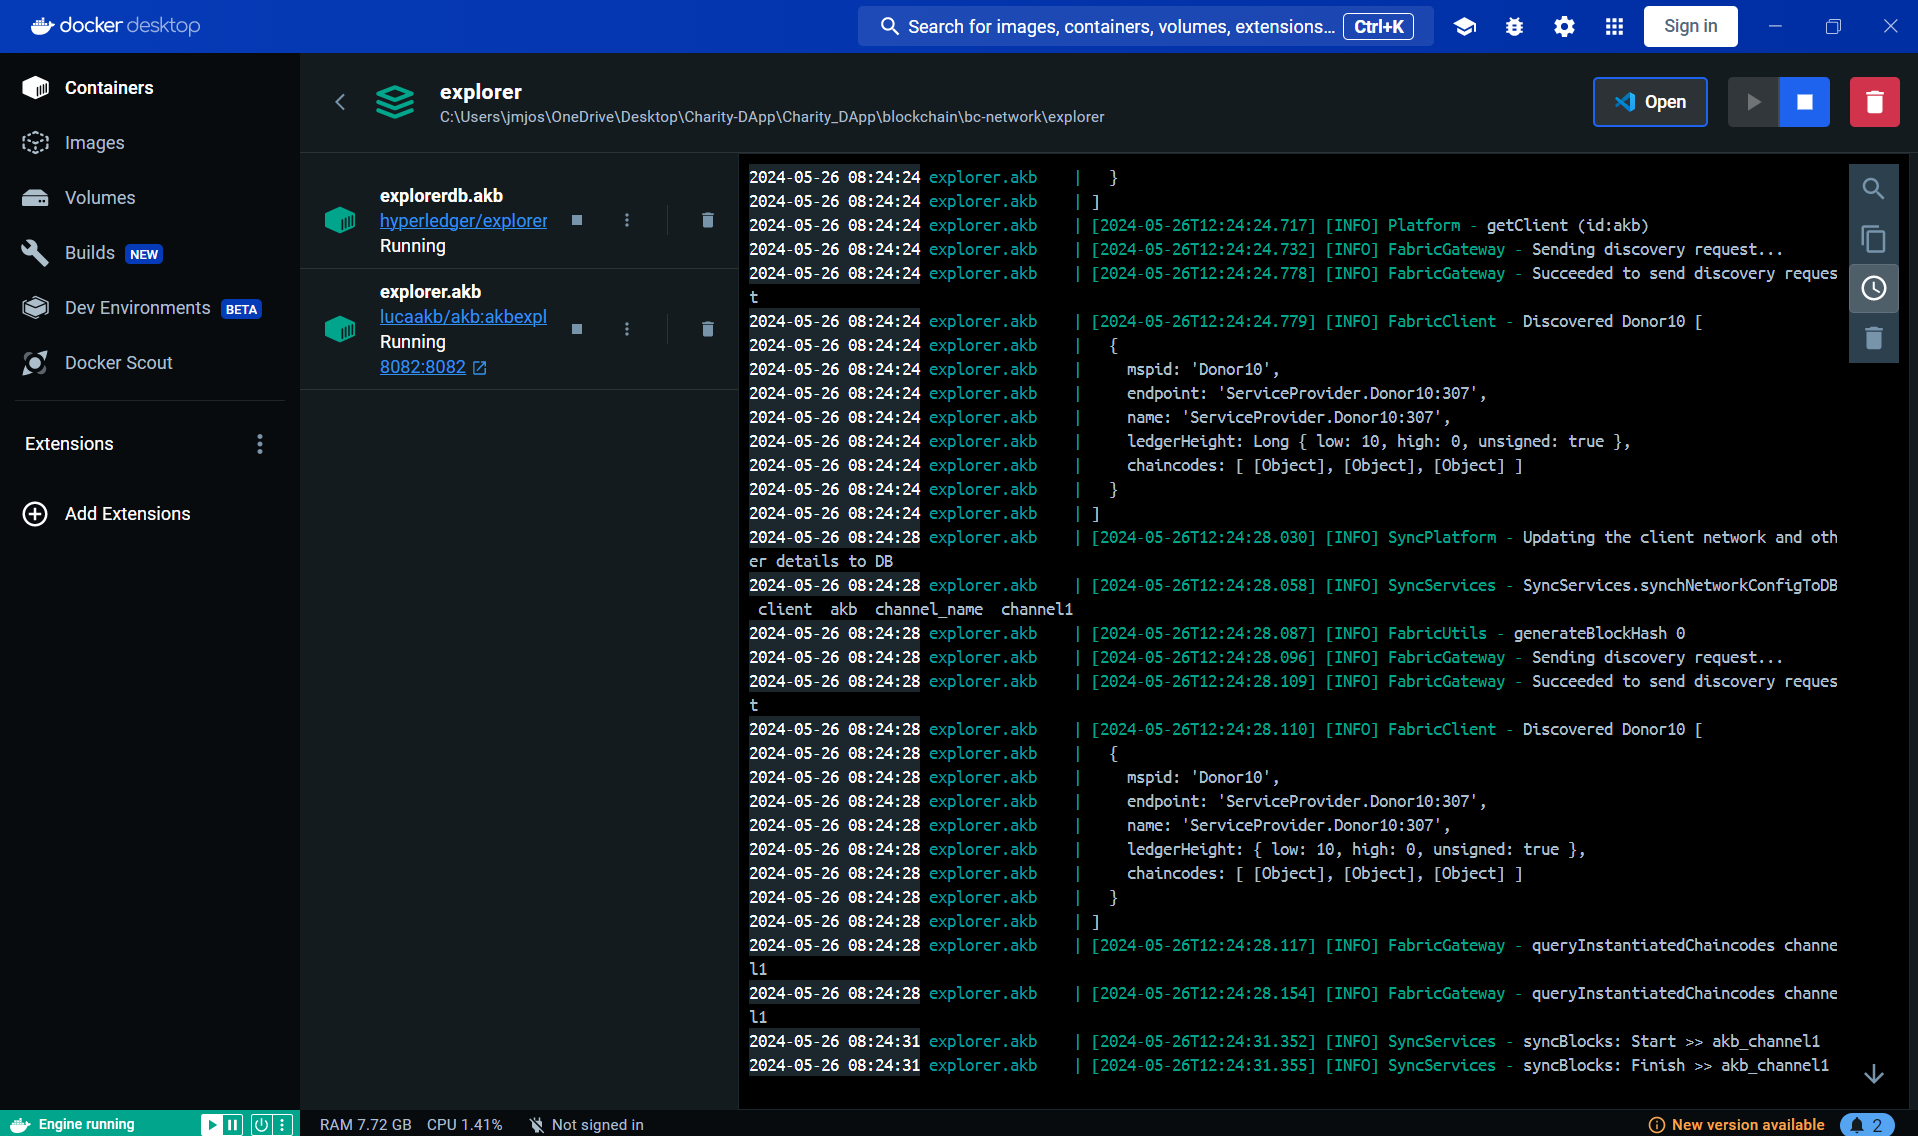 docker desktop
Search for images, containers, volumes, extensions... Ctrl+K
Sign in
Containers
Images
Volumes
Builds NEW
Dev Environments BETA
Docker Scout
Extensions
Add Extensions
explorer
C:\Users\jmjos\OneDrive\Desktop\Charity-DApp\Charity_DApp\blockchain\bc-network\explorer
Open
explorerdb.akb
hyperledger/explorer
Running
explorer.akb
lucaakb/akb:akbexpl
Running
8082:8082
2024-05-26 08:24:24 explorer.akb    |   }
2024-05-26 08:24:24 explorer.akb    | ]
2024-05-26 08:24:24 explorer.akb    | [2024-05-26T12:24:24.717] [INFO] Platform - getClient (id:akb)
2024-05-26 08:24:24 explorer.akb    | [2024-05-26T12:24:24.732] [INFO] FabricGateway - Sending discovery request...
2024-05-26 08:24:24 explorer.akb    | [2024-05-26T12:24:24.778] [INFO] FabricGateway - Succeeded to send discovery reques
t
2024-05-26 08:24:24 explorer.akb    | [2024-05-26T12:24:24.779] [INFO] FabricClient - Discovered Donor10 [
2024-05-26 08:24:24 explorer.akb    |   {
2024-05-26 08:24:24 explorer.akb    |     mspid: 'Donor10',
2024-05-26 08:24:24 explorer.akb    |     endpoint: 'ServiceProvider.Donor10:307',
2024-05-26 08:24:24 explorer.akb    |     name: 'ServiceProvider.Donor10:307',
2024-05-26 08:24:24 explorer.akb    |     ledgerHeight: Long { low: 10, high: 0, unsigned: true },
2024-05-26 08:24:24 explorer.akb    |     chaincodes: [ [Object], [Object], [Object] ]
2024-05-26 08:24:24 explorer.akb    |   }
2024-05-26 08:24:24 explorer.akb    | ]
2024-05-26 08:24:28 explorer.akb    | [2024-05-26T12:24:28.030] [INFO] SyncPlatform - Updating the client network and oth
er details to DB
2024-05-26 08:24:28 explorer.akb    | [2024-05-26T12:24:28.058] [INFO] SyncServices - SyncServices.synchNetworkConfigToDB
 client  akb  channel_name  channel1
2024-05-26 08:24:28 explorer.akb    | [2024-05-26T12:24:28.087] [INFO] FabricUtils - generateBlockHash 0
2024-05-26 08:24:28 explorer.akb    | [2024-05-26T12:24:28.096] [INFO] FabricGateway - Sending discovery request...
2024-05-26 08:24:28 explorer.akb    | [2024-05-26T12:24:28.109] [INFO] FabricGateway - Succeeded to send discovery reques
t
2024-05-26 08:24:28 explorer.akb    | [2024-05-26T12:24:28.110] [INFO] FabricClient - Discovered Donor10 [
2024-05-26 08:24:28 explorer.akb    |   {
2024-05-26 08:24:28 explorer.akb    |     mspid: 'Donor10',
2024-05-26 08:24:28 explorer.akb    |     endpoint: 'ServiceProvider.Donor10:307',
2024-05-26 08:24:28 explorer.akb    |     name: 'ServiceProvider.Donor10:307',
2024-05-26 08:24:28 explorer.akb    |     ledgerHeight: { low: 10, high: 0, unsigned: true },
2024-05-26 08:24:28 explorer.akb    |     chaincodes: [ [Object], [Object], [Object] ]
2024-05-26 08:24:28 explorer.akb    |   }
2024-05-26 08:24:28 explorer.akb    | ]
2024-05-26 08:24:28 explorer.akb    | [2024-05-26T12:24:28.117] [INFO] FabricGateway - queryInstantiatedChaincodes channe
l1
2024-05-26 08:24:28 explorer.akb    | [2024-05-26T12:24:28.154] [INFO] FabricGateway - queryInstantiatedChaincodes channe
l1
2024-05-26 08:24:31 explorer.akb    | [2024-05-26T12:24:31.352] [INFO] SyncServices - syncBlocks: Start >> akb_channel1
2024-05-26 08:24:31 explorer.akb    | [2024-05-26T12:24:31.355] [INFO] SyncServices - syncBlocks: Finish >> akb_channel1
Engine running
RAM 7.72 GB CPU 1.41% Not signed in
New version available
2